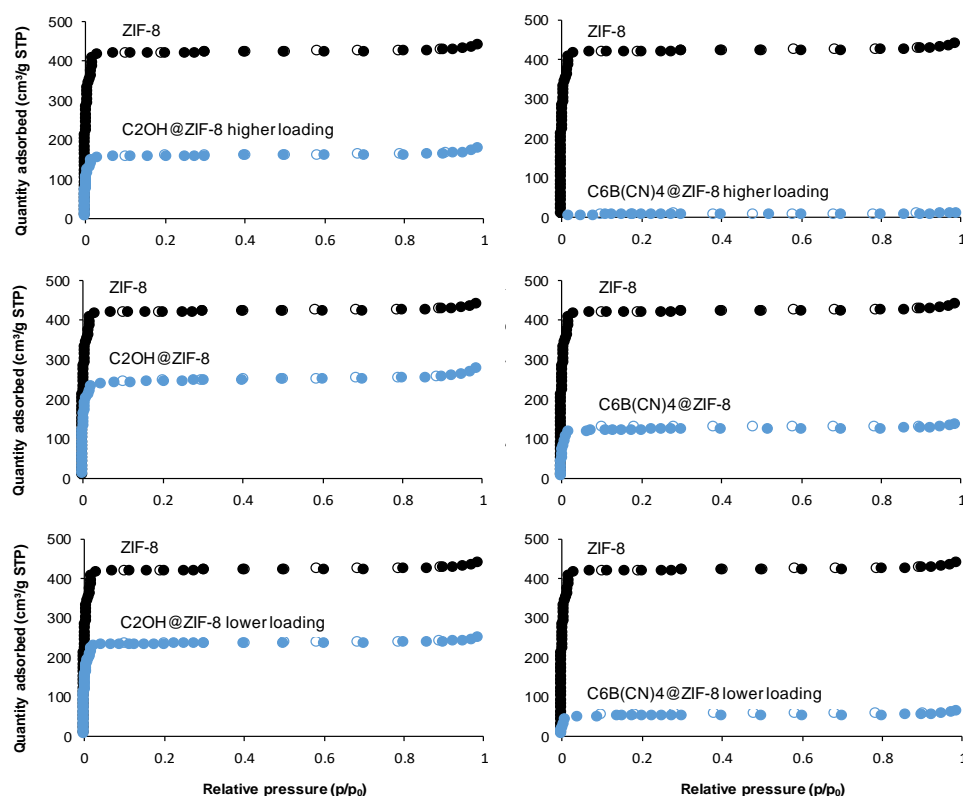 500
ZIF-8
400
300
C2OH@ZIF-8 higher loading
200
100
0
0 0.2 0.4 0.6 0.8 1
Quantity adsorbed (cm³/g STP)
500
ZIF-8
400
300
200
C6B(CN)4@ZIF-8 higher loading
100
0
0 0.2 0.4 0.6 0.8 1
500
ZIF-8
400
300
C2OH@ZIF-8
200
100
0
0 0.2 0.4 0.6 0.8 1
Quantity adsorbed (cm³/g STP)
500
ZIF-8
400
300
200
C6B(CN)4@ZIF-8
100
0
0 0.2 0.4 0.6 0.8 1
500
ZIF-8
400
300
C2OH@ZIF-8 lower loading
200
100
0
0 0.2 0.4 0.6 0.8 1
Quantity adsorbed (cm³/g STP)
Relative pressure (p/p₀)
500
ZIF-8
400
300
200
C6B(CN)4@ZIF-8 lower loading
100
0
0 0.2 0.4 0.6 0.8 1
Relative pressure (p/p₀)